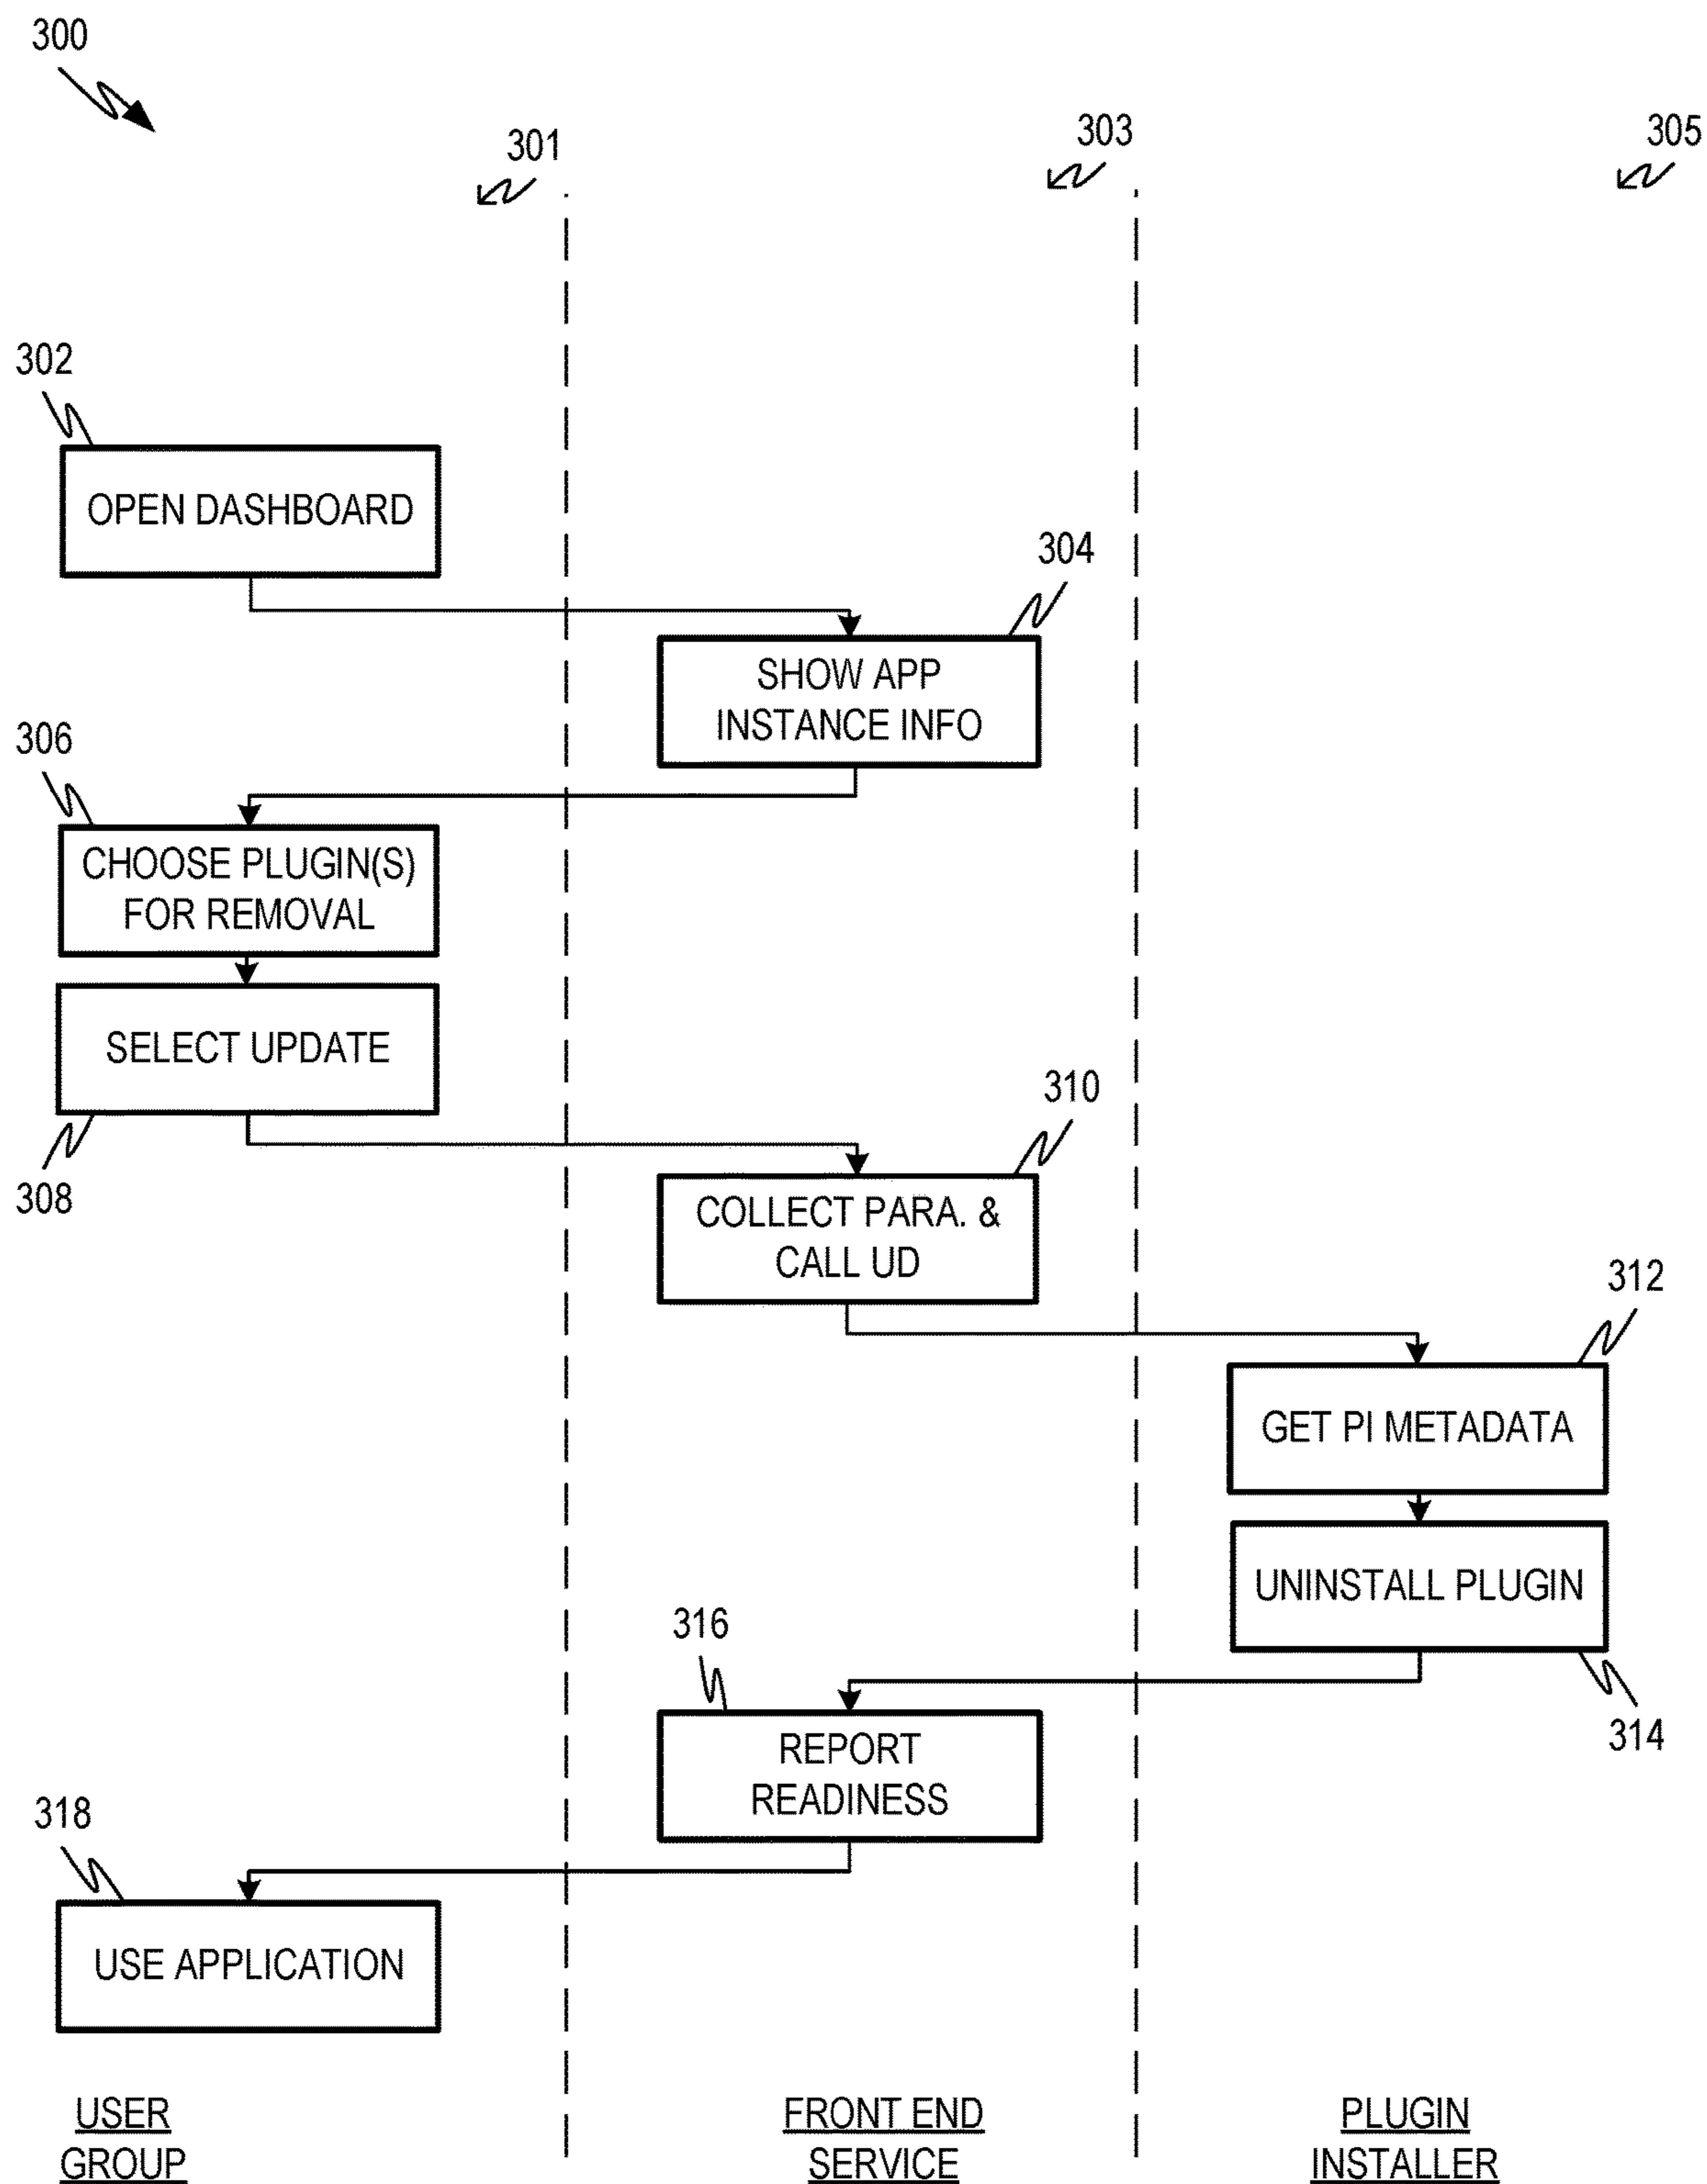 300
301
303
305
302
OPEN DASHBOARD
304
SHOW APP
INSTANCE INFO
306
CHOOSE PLUGIN(S)
FOR REMOVAL
SELECT UPDATE
308
310
COLLECT PARA. &
CALL UD
312
GET PI METADATA
UNINSTALL PLUGIN
314
316
REPORT
READINESS
318
USE APPLICATION
USER
GROUP
FRONT END
SERVICE
PLUGIN
INSTALLER